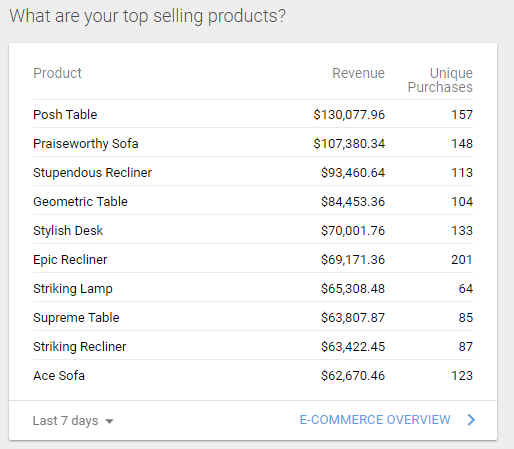 What are your top selling products?
Product Revenue Unique
Purchases
Posh Table $130,077.96 157
Praiseworthy Sofa $107,380.34 148
Stupendous Recliner $93,460.64 113
Geometric Table $84,453.36 104
Stylish Desk $70,001.76 133
Epic Recliner $69,171.36 201
Striking Lamp $65,308.48 64
Supreme Table $63,807.87 85
Striking Recliner $63,422.45 87
Ace Sofa $62,670.46 123
Last 7 days E-COMMERCE OVERVIEW